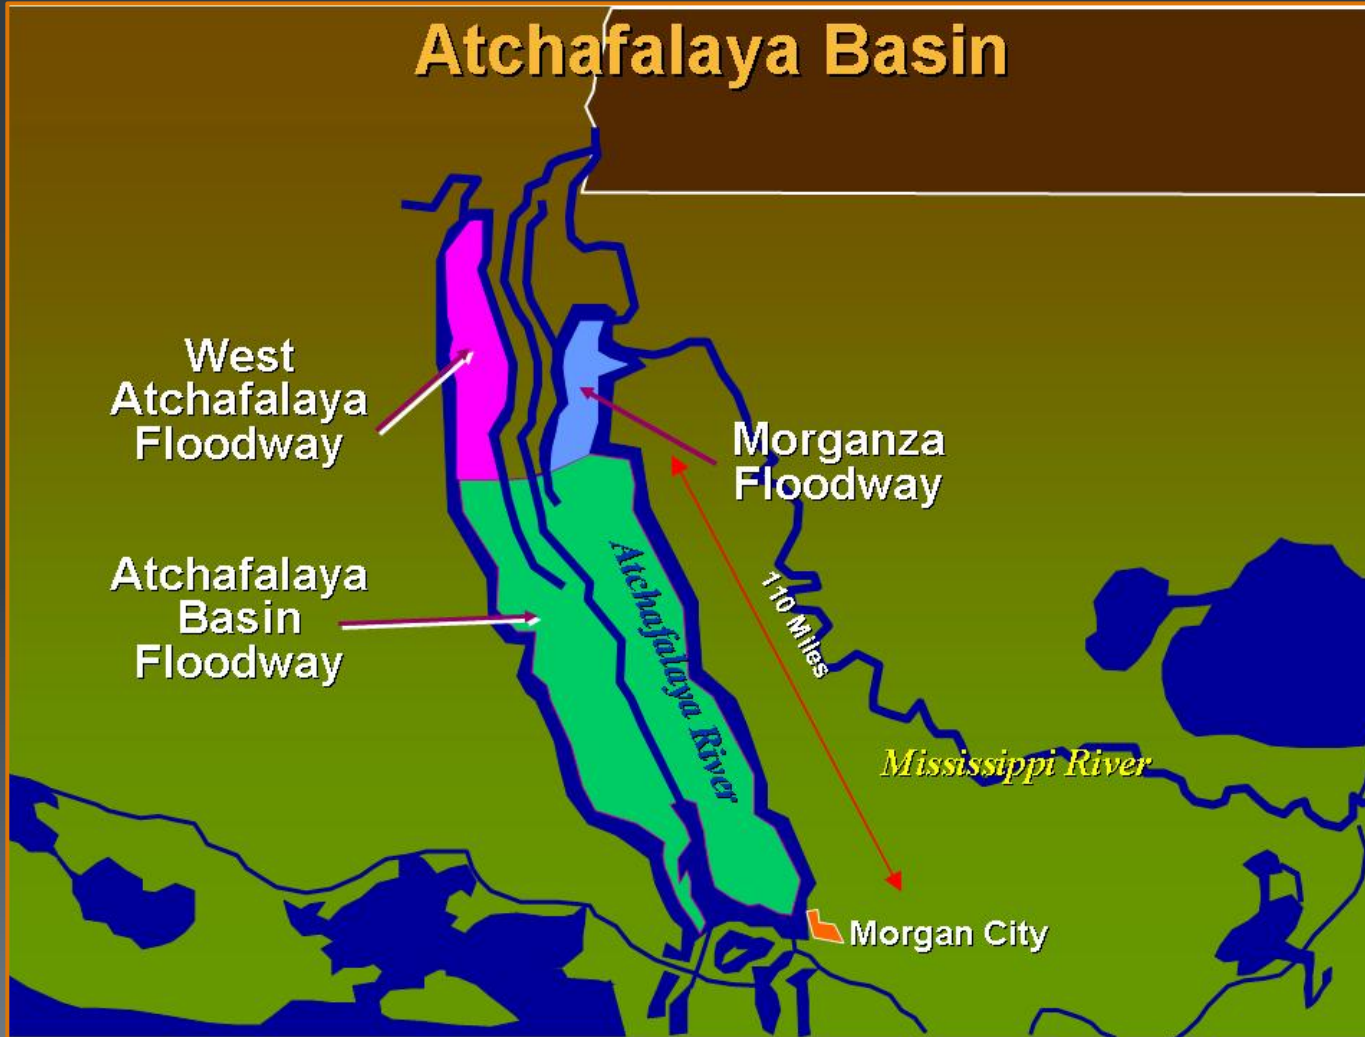 Atchafalaya Basin
West
Atchafalaya
Floodway
Morganza
Floodway
Atchafalaya
Basin
Floodway
Atchafalaya River
110 Miles
Mississippi River
Morgan City